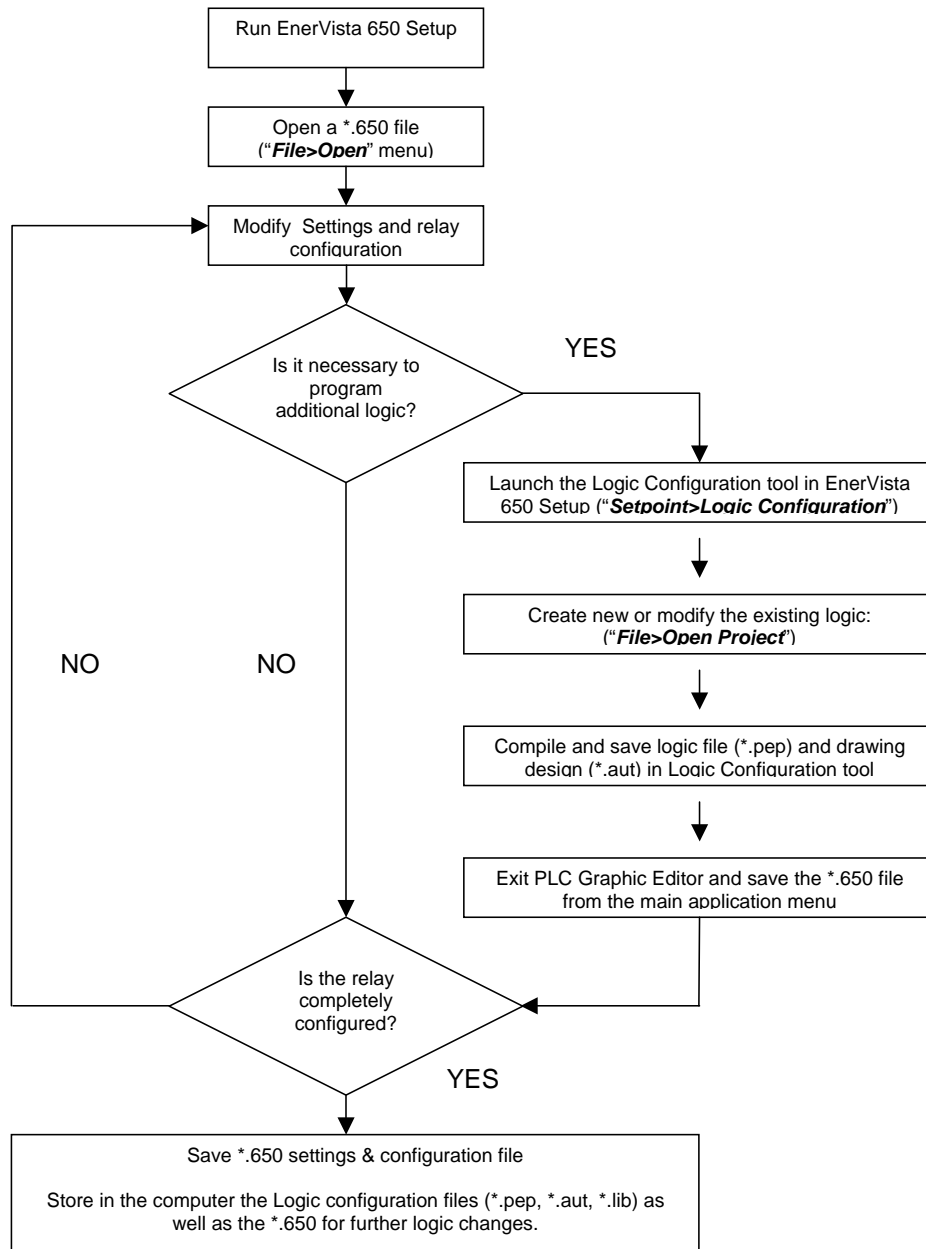 Run EnerVista 650 Setup
Open a *.650 file
(“File>Open” menu)
Modify  Settings and relay
configuration
Is it necessary to
program
additional logic?
YES
Launch the Logic Configuration tool in EnerVista
650 Setup (“Setpoint>Logic Configuration”)
Create new or modify the existing logic:
(“File>Open Project”)
NO
NO
Compile and save logic file (*.pep) and drawing
design (*.aut) in Logic Configuration tool
Exit PLC Graphic Editor and save the *.650 file
from the main application menu
Is the relay
completely
configured?
YES
Save *.650 settings & configuration file
Store in the computer the Logic configuration files (*.pep, *.aut, *.lib) as
well as the *.650 for further logic changes.